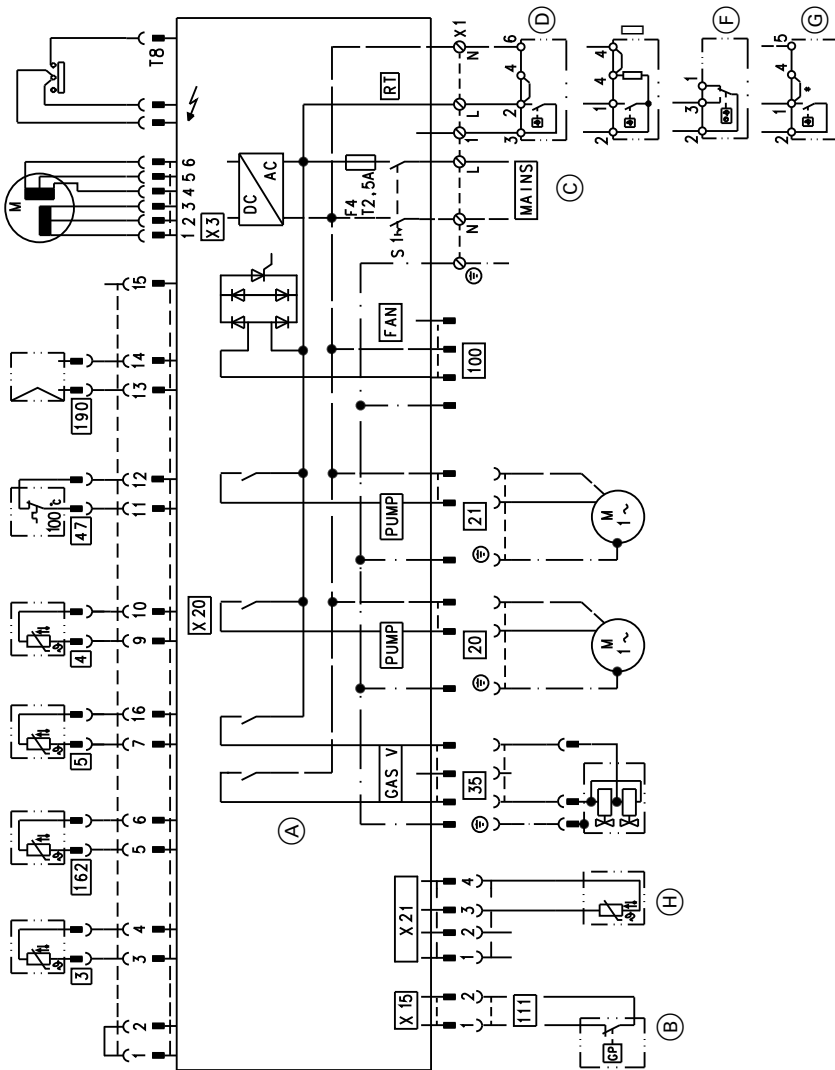 T8
M
1 2 3 4 5 6
X3
DC
AC
F4
T2,5A
S1
RT
X1
N
L
1
L
N
MAINS
C
D
3 2 4 6
2 1 4 4
F
2 3 1
G
2 1 4 5
*
15
14
13
190
12
11
100°C
47
10
9
4
16
7
5
6
5
162
4
3
3
2
1
X20
FAN
100
PUMP
21
M
1~
PUMP
20
M
1~
GAS V
35
A
X21
4
3
2
1
H
X15
2
1
111
GP
B